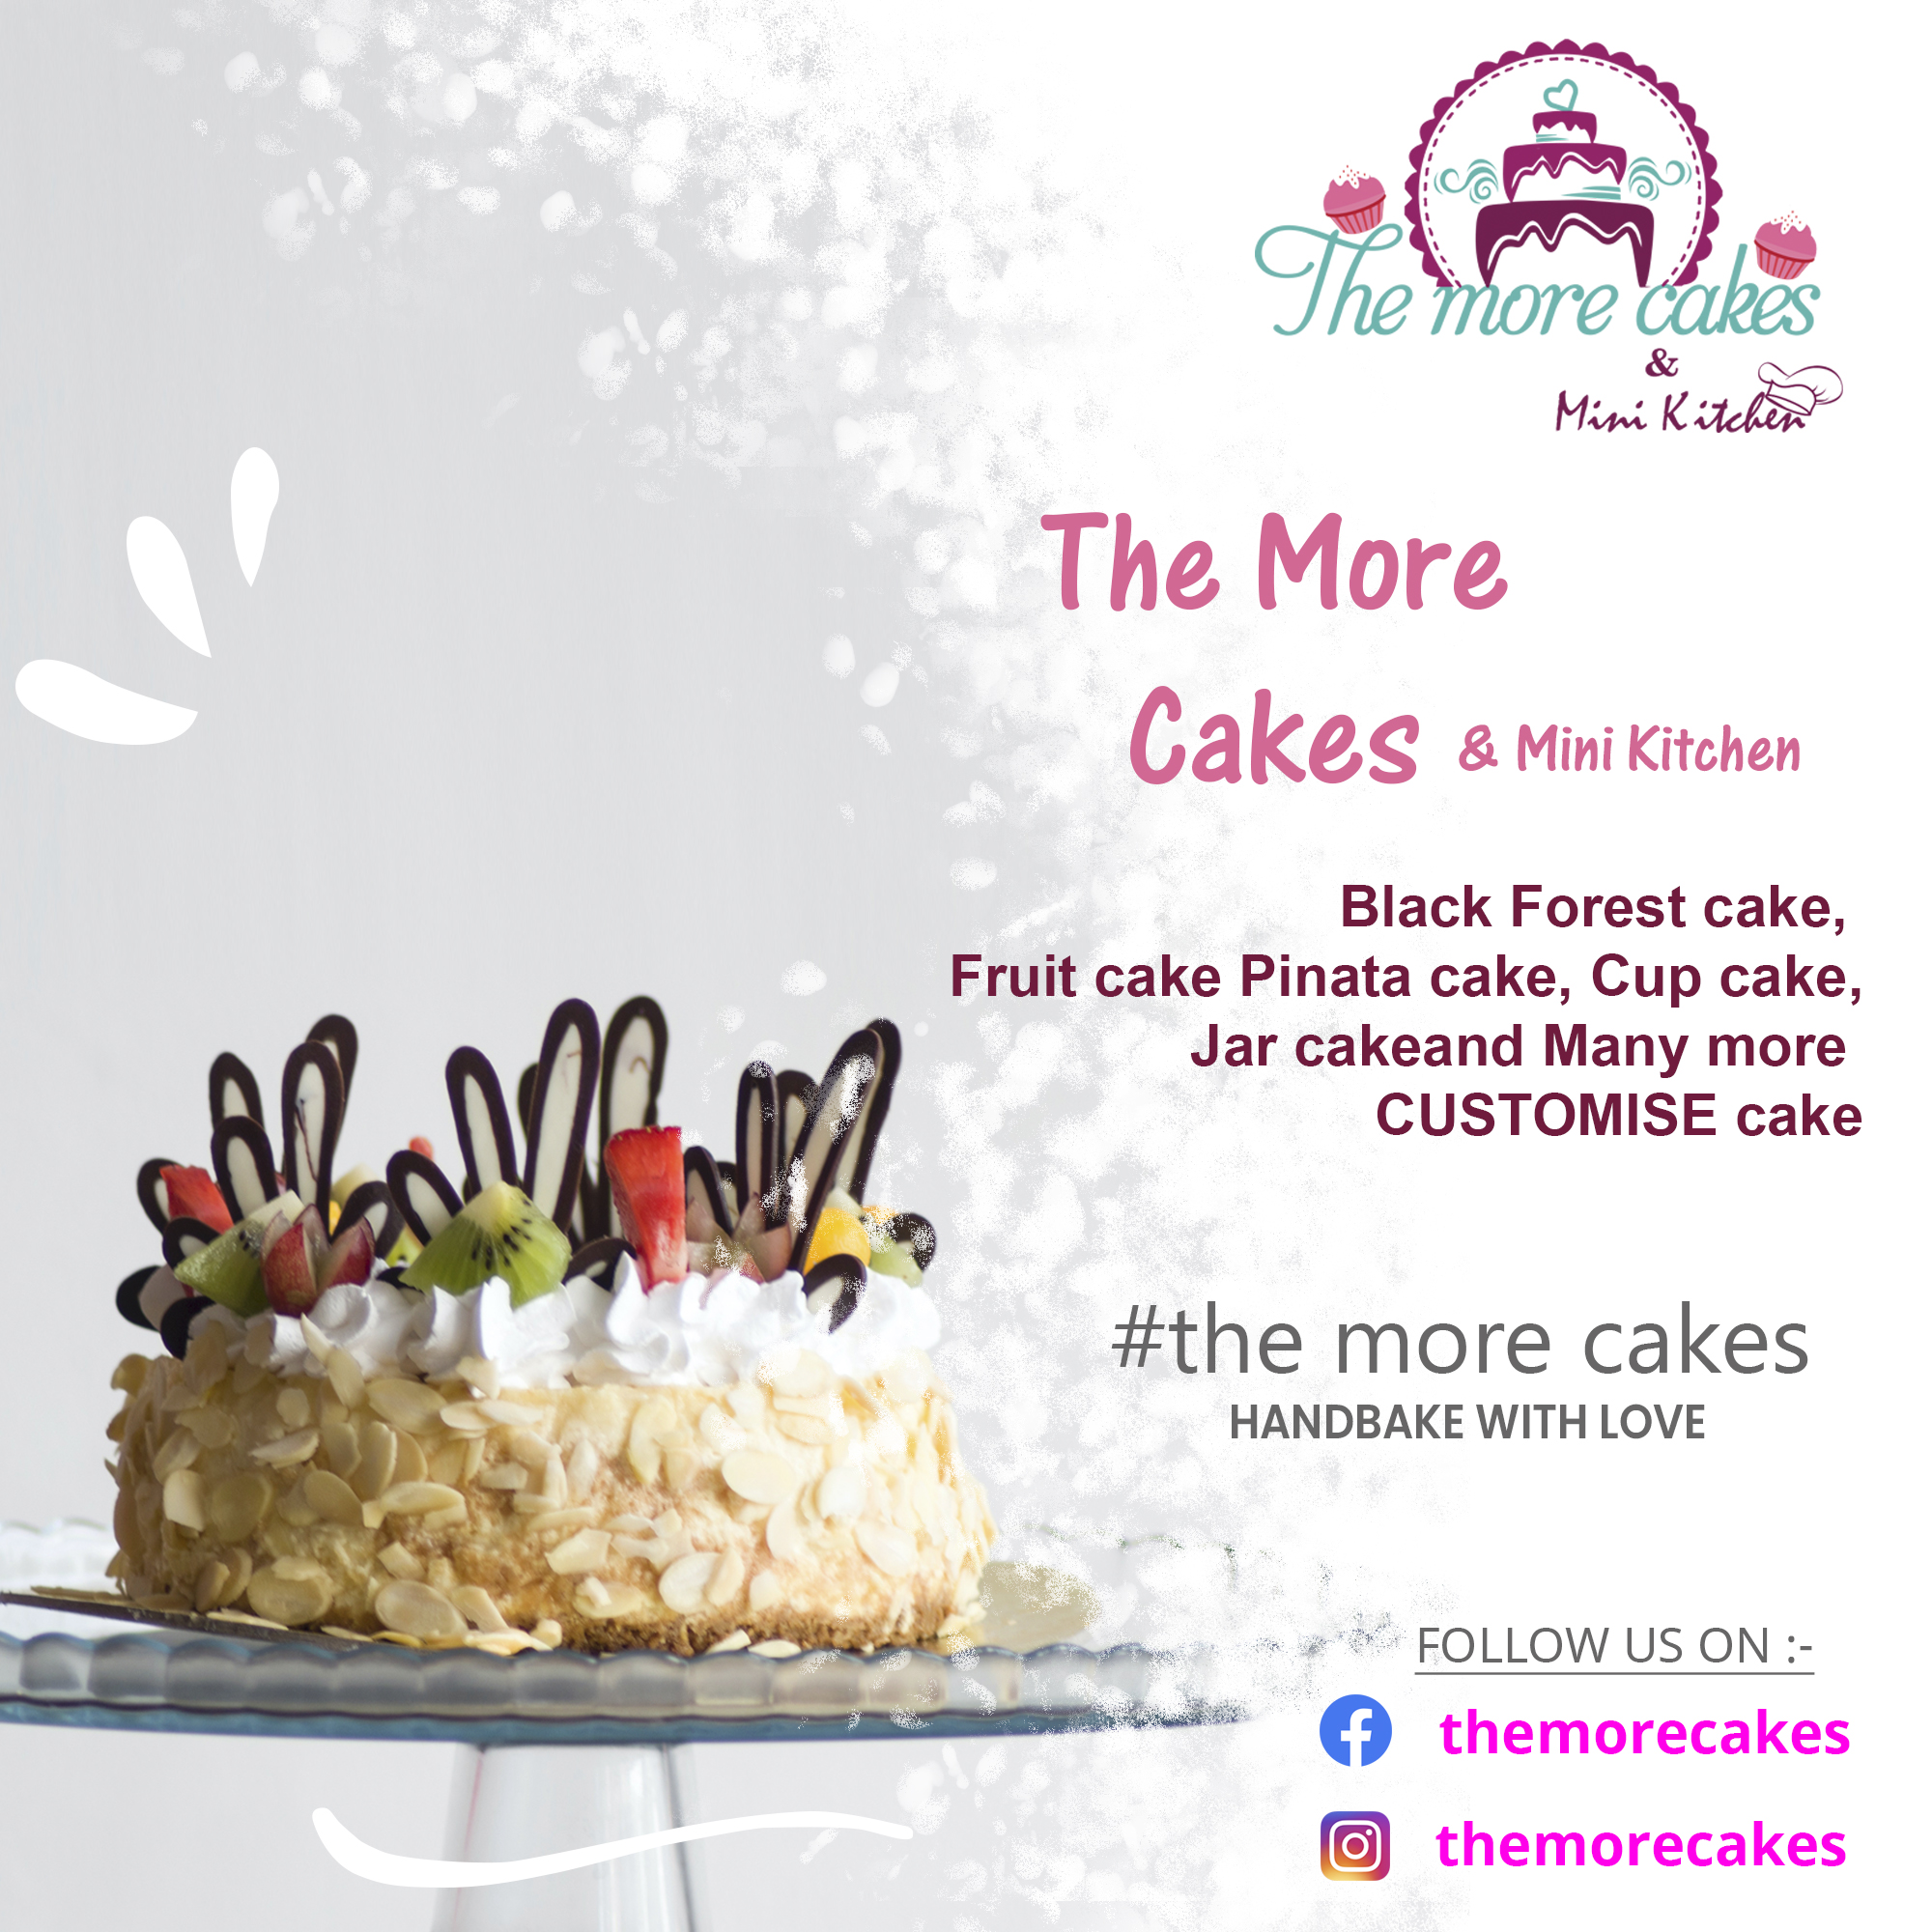 The more cakes
&
Mini Kitchen
The More
Cakes & Mini Kitchen
Black Forest cake,
Fruit cake Pinata cake, Cup cake,
Jar cakeand Many more
CUSTOMISE cake
#the more cakes
HANDBAKE WITH LOVE
FOLLOW US ON :-
themorecakes
themorecakes